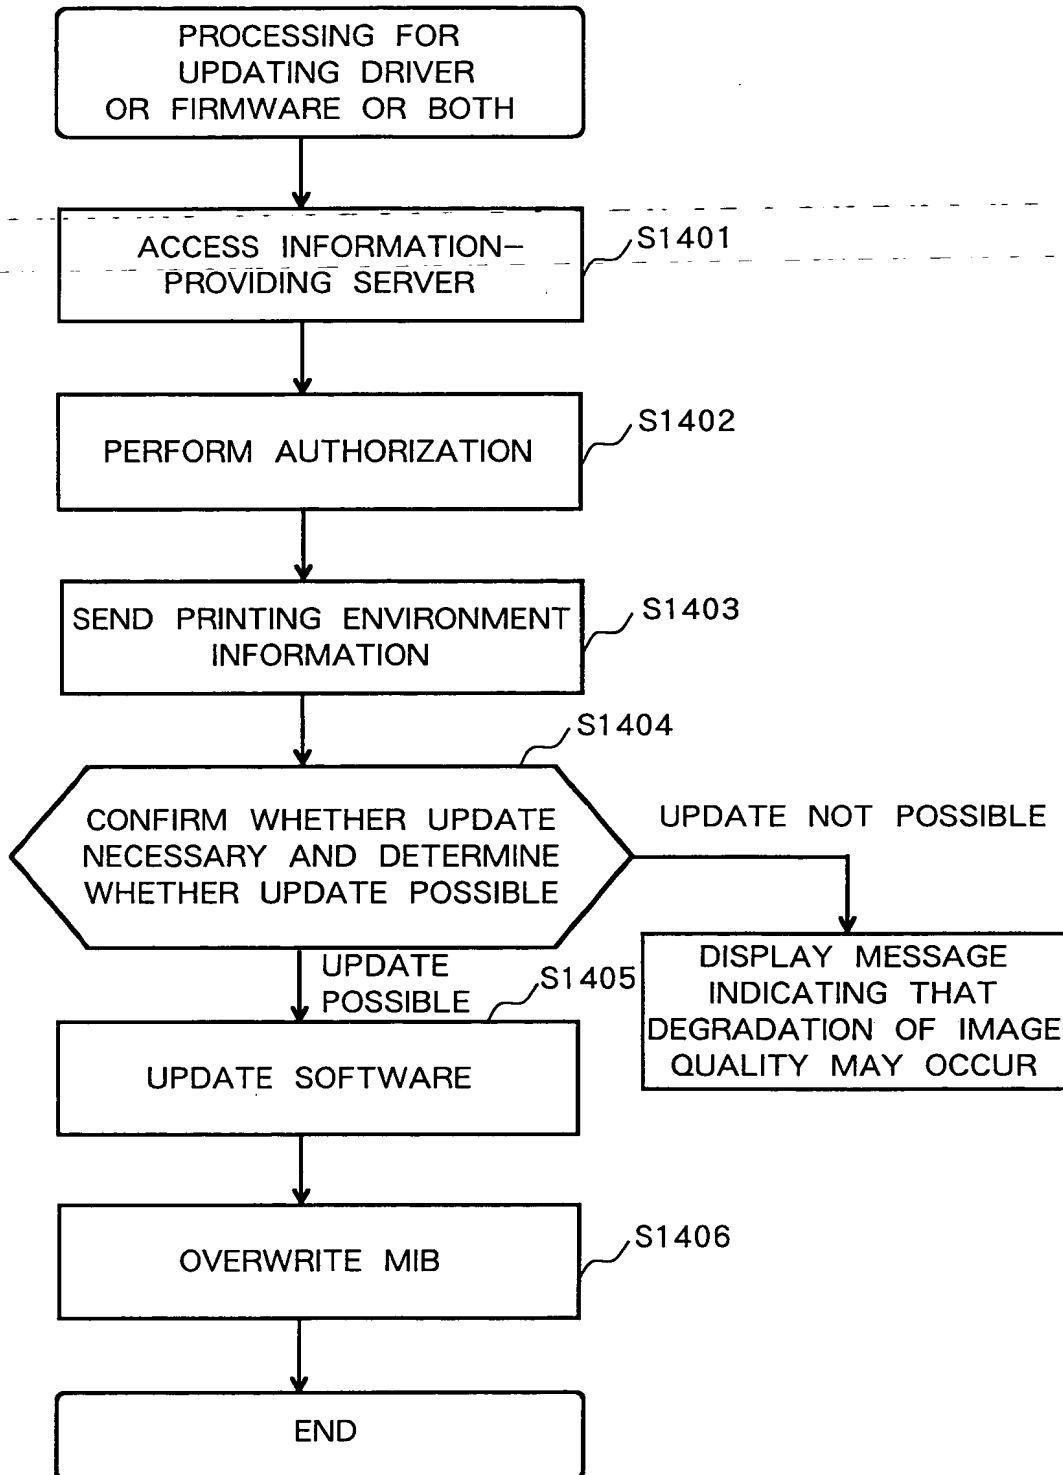 PROCESSING FOR
UPDATING DRIVER
OR FIRMWARE OR BOTH
ACCESS INFORMATION-
PROVIDING SERVER
S1401
PERFORM AUTHORIZATION
S1402
SEND PRINTING ENVIRONMENT
INFORMATION
S1403
S1404
CONFIRM WHETHER UPDATE
NECESSARY AND DETERMINE
WHETHER UPDATE POSSIBLE
UPDATE NOT POSSIBLE
DISPLAY MESSAGE
INDICATING THAT
DEGRADATION OF IMAGE
QUALITY MAY OCCUR
UPDATE
POSSIBLE
S1405
UPDATE SOFTWARE
OVERWRITE MIB
S1406
END